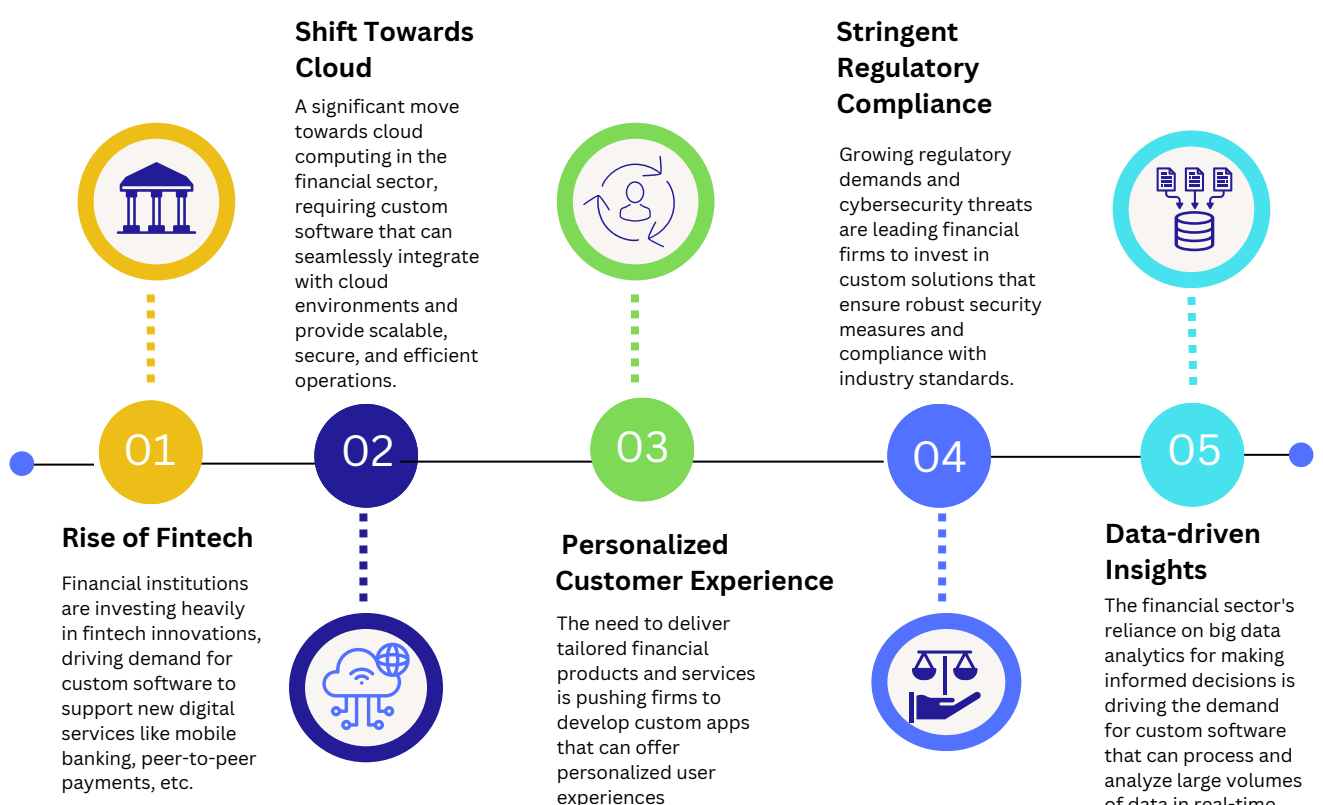 01
Rise of Fintech
Financial institutions
are investing heavily
in fintech innovations,
driving demand for
custom software to
support new digital
services like mobile
banking, peer-to-peer
payments, etc.
Shift Towards
Cloud
A significant move
towards cloud
computing in the
financial sector,
requiring custom
software that can
seamlessly integrate
with cloud
environments and
provide scalable,
secure, and efficient
operations.
02
03
Personalized
Customer Experience
The need to deliver
tailored financial
products and services
is pushing firms to
develop custom apps
that can offer
personalized user
experiences
Stringent
Regulatory
Compliance
Growing regulatory
demands and
cybersecurity threats
are leading financial
firms to invest in
custom solutions that
ensure robust security
measures and
compliance with
industry standards.
04
05
Data-driven
Insights
The financial sector's
reliance on big data
analytics for making
informed decisions is
driving the demand
for custom software
that can process and
analyze large volumes
of data in real-time